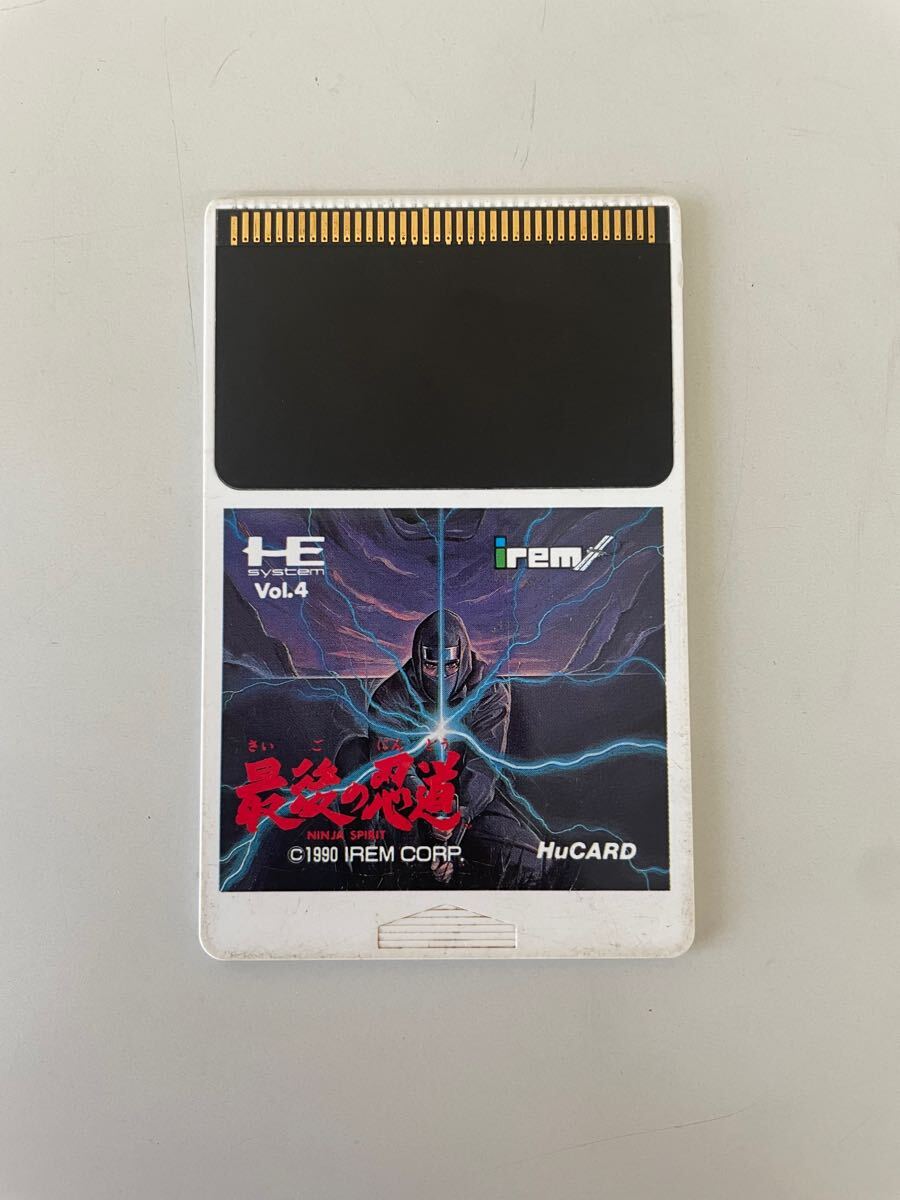 HE
system
Vol.4
irem
さいご にんどう
最後の忍道
NINJA SPIRIT
©1990 IREM CORP.
HuCARD